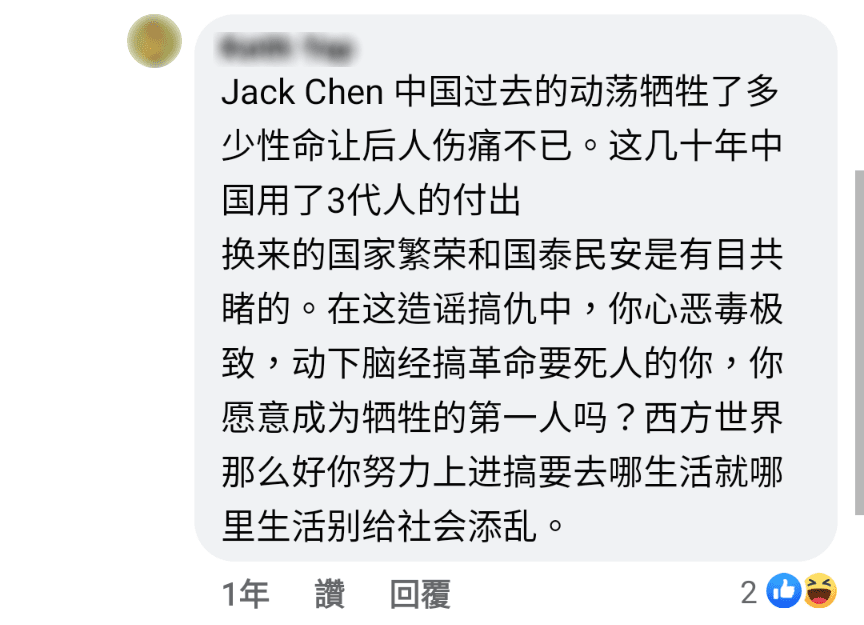 Jack Chen 中国过去的动荡牺牲了多
少性命让后人伤痛不已。这几十年中
国用了3代人的付出
换来的国家繁荣和国泰民安是有目共
睹的。在这造谣搞仇中，你心恶毒极
致，动下脑经搞革命要死人的你，你
愿意成为牺牲的第一人吗？西方世界
那么好你努力上进搞要去哪生活就哪
里生活别给社会添乱。
1年 讚 回覆 2